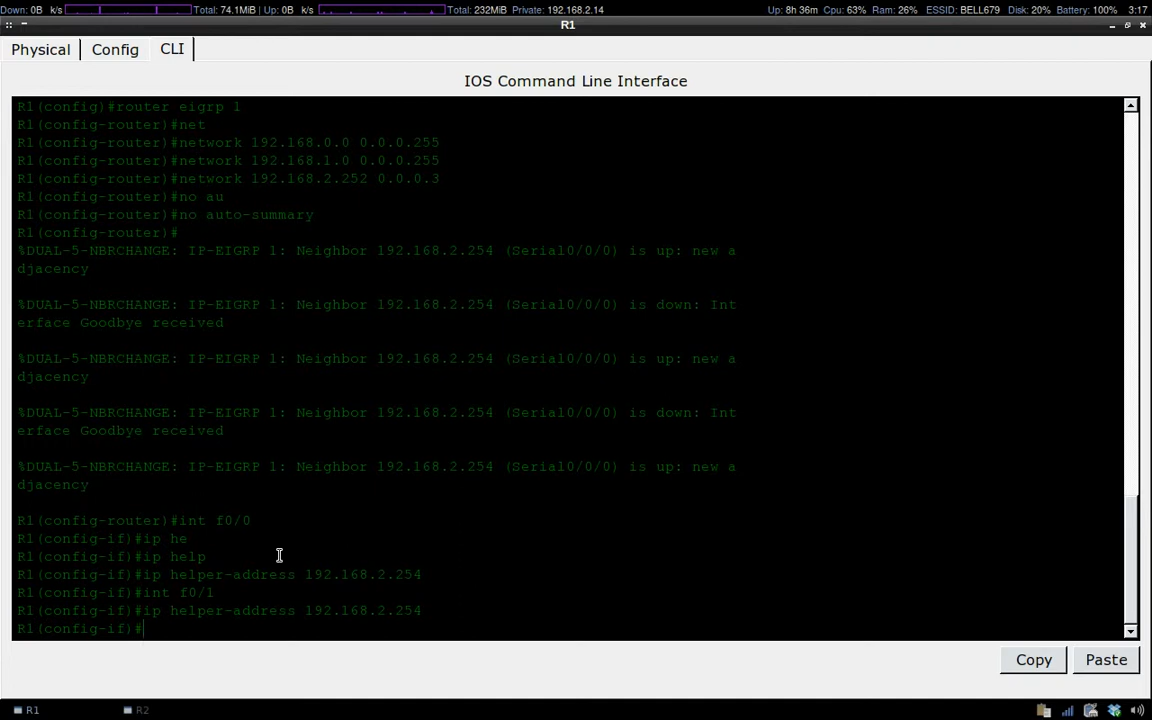 Down: 0B k/s Total: 74.1MiB | Up: 0B k/s Total: 232MiB Private: 192.168.2.14 Up: 8h 36m Cpu: 63% Ram: 26% ESSID: BELL679 Disk: 20% Battery: 100% 3:17
R1
Physical Config CLI
IOS Command Line Interface
R1(config)#router eigrp 1
R1(config-router)#net
R1(config-router)#network 192.168.0.0 0.0.0.255
R1(config-router)#network 192.168.1.0 0.0.0.255
R1(config-router)#network 192.168.2.252 0.0.0.3
R1(config-router)#no au
R1(config-router)#no auto-summary
R1(config-router)#
%DUAL-5-NBRCHANGE: IP-EIGRP 1: Neighbor 192.168.2.254 (Serial0/0/0) is up: new a
djacency
%DUAL-5-NBRCHANGE: IP-EIGRP 1: Neighbor 192.168.2.254 (Serial0/0/0) is down: Int
erface Goodbye received
%DUAL-5-NBRCHANGE: IP-EIGRP 1: Neighbor 192.168.2.254 (Serial0/0/0) is up: new a
djacency
%DUAL-5-NBRCHANGE: IP-EIGRP 1: Neighbor 192.168.2.254 (Serial0/0/0) is down: Int
erface Goodbye received
%DUAL-5-NBRCHANGE: IP-EIGRP 1: Neighbor 192.168.2.254 (Serial0/0/0) is up: new a
djacency
R1(config-router)#int f0/0
R1(config-if)#ip he
R1(config-if)#ip help
R1(config-if)#ip helper-address 192.168.2.254
R1(config-if)#int f0/1
R1(config-if)#ip helper-address 192.168.2.254
R1(config-if)#
Copy Paste
R1 R2